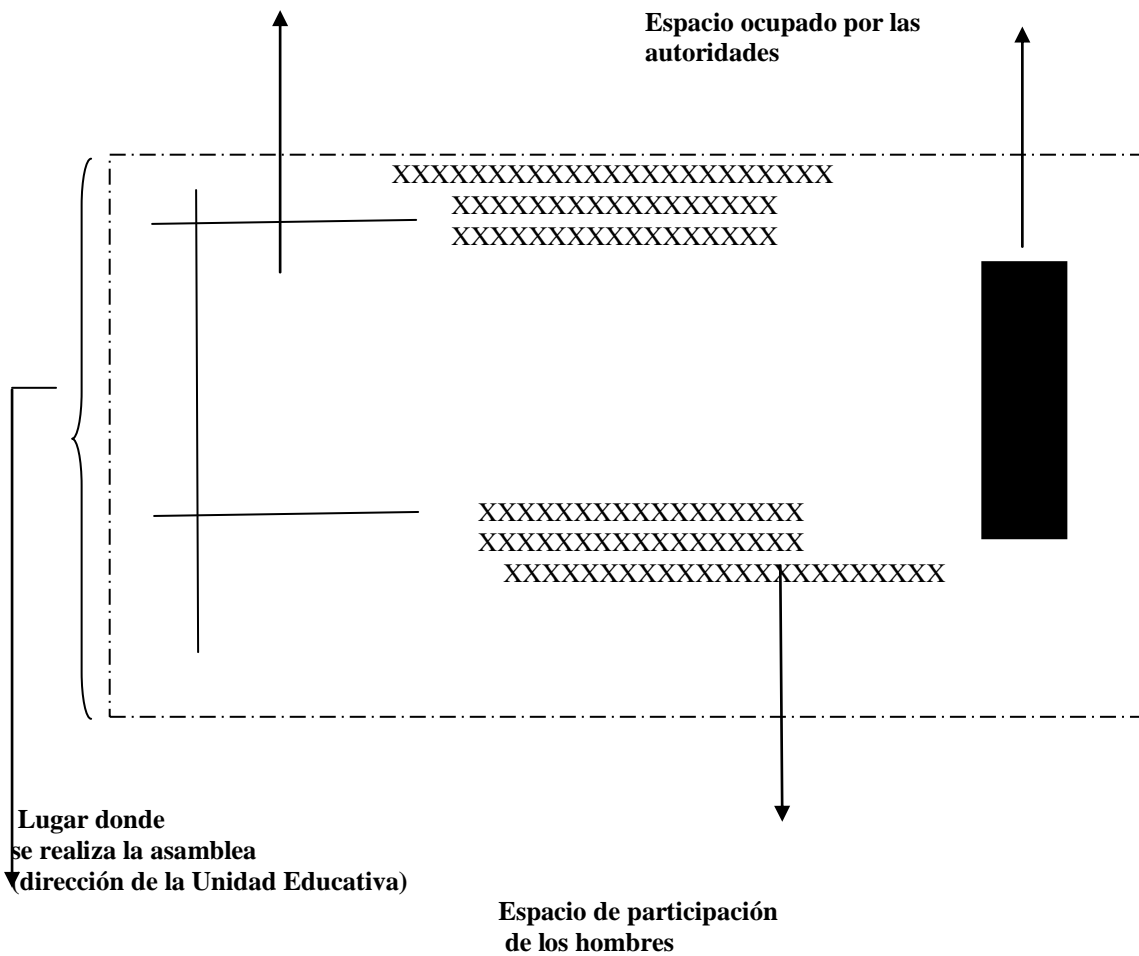 Espacio ocupado por las
autoridades
XXXXXXXXXXXXXXXXXXXXXXX
XXXXXXXXXXXXXXXXX
XXXXXXXXXXXXXXXXX
XXXXXXXXXXXXXXXXX
XXXXXXXXXXXXXXXXX
XXXXXXXXXXXXXXXXXXXXXXX
Lugar donde
se realiza la asamblea
(dirección de la Unidad Educativa)
Espacio de participación
de los hombres